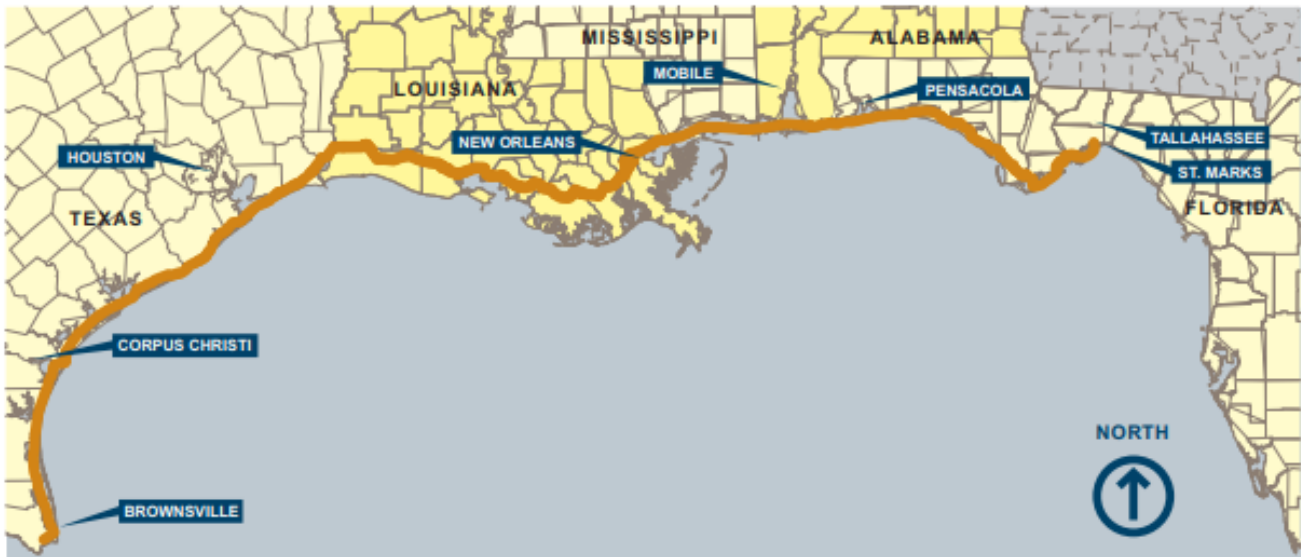 MISSISSIPPI
ALABAMA
MOBILE
LOUISIANA
PENSACOLA
NEW ORLEANS
TALLAHASSEE
HOUSTON
ST. MARKS
FLORIDA
TEXAS
CORPUS CHRISTI
NORTH
BROWNSVILLE